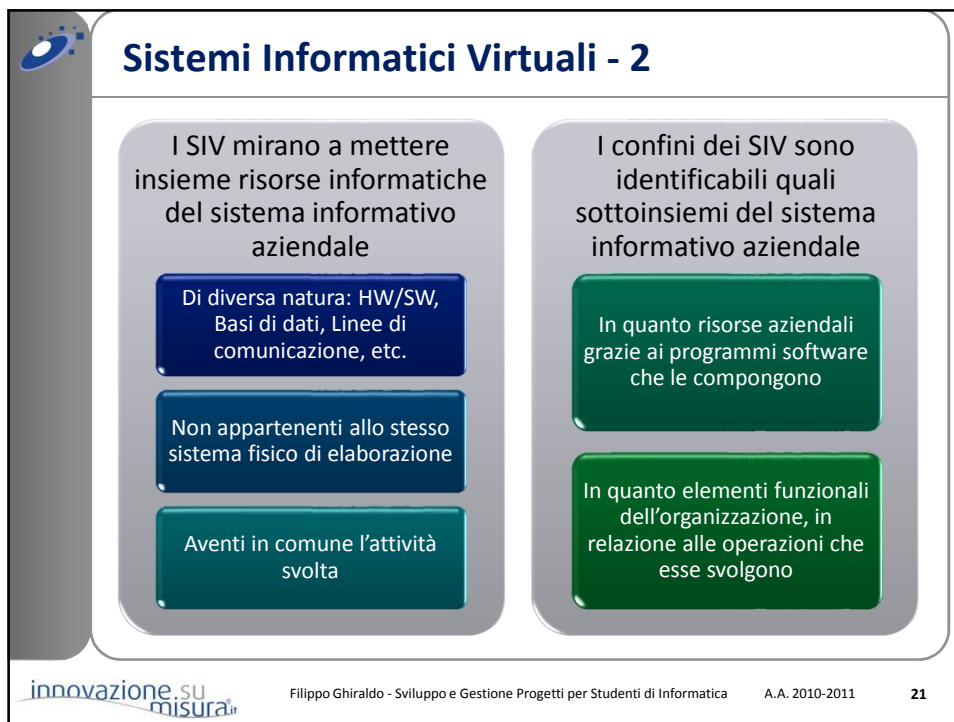 Sistemi Informatici Virtuali - 2
I SIV mirano a mettere
insieme risorse informatiche
del sistema informativo
aziendale
Di diversa natura: HW/SW,
Basi di dati, Linee di
comunicazione, etc.
Non appartenenti allo stesso
sistema fisico di elaborazione
Aventi in comune l'attività
svolta
I confini dei SIV sono
identificabili quali
sottoinsiemi del sistema
informativo aziendale
In quanto risorse aziendali
grazie ai programmi software
che le compongono
In quanto elementi funzionali
dell'organizzazione, in
relazione alle operazioni che
esse svolgono
innovazione.su
misura.it
Filippo Ghiraldo - Sviluppo e Gestione Progetti per Studenti di Informatica A.A. 2010-2011 21